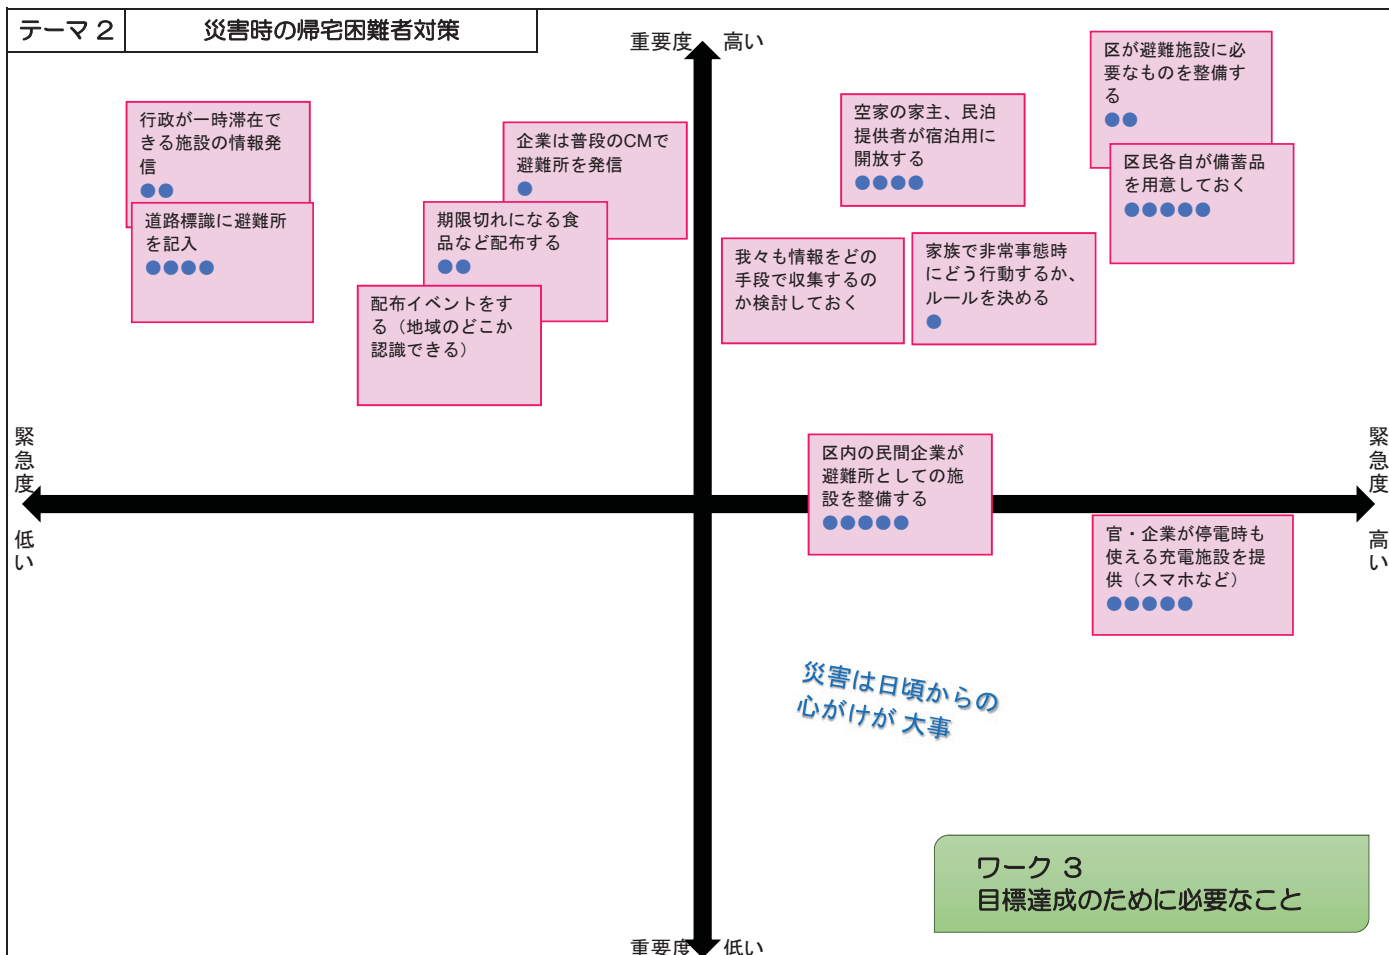 テーマ 2
災害時の帰宅困難者対策
重要度 高い
区が避難施設に必
要なものを整備す
る
行政が一時滞在で
きる施設の情報発
信
企業は普段のCMで
避難所を発信
空家の家主、民泊
提供者が宿泊用に
開放する
区民各自が備蓄品
を用意しておく
道路標識に避難所
を記入
期限切れになる食
品など配布する
我々も情報をどの
手段で収集するの
か検討しておく
家族で非常事態時
にどう行動するか、
ルールを決める
配布イベントをす
る（地域のどこか
認識できる）
緊急度 低い
区内の民間企業が
避難所としての施
設を整備する
緊急度 高い
官・企業が停電時も
使える充電施設を提
供（スマホなど）
災害は日頃からの
心がけが 大事
ワーク 3
目標達成のために必要なこと
重要度 低い